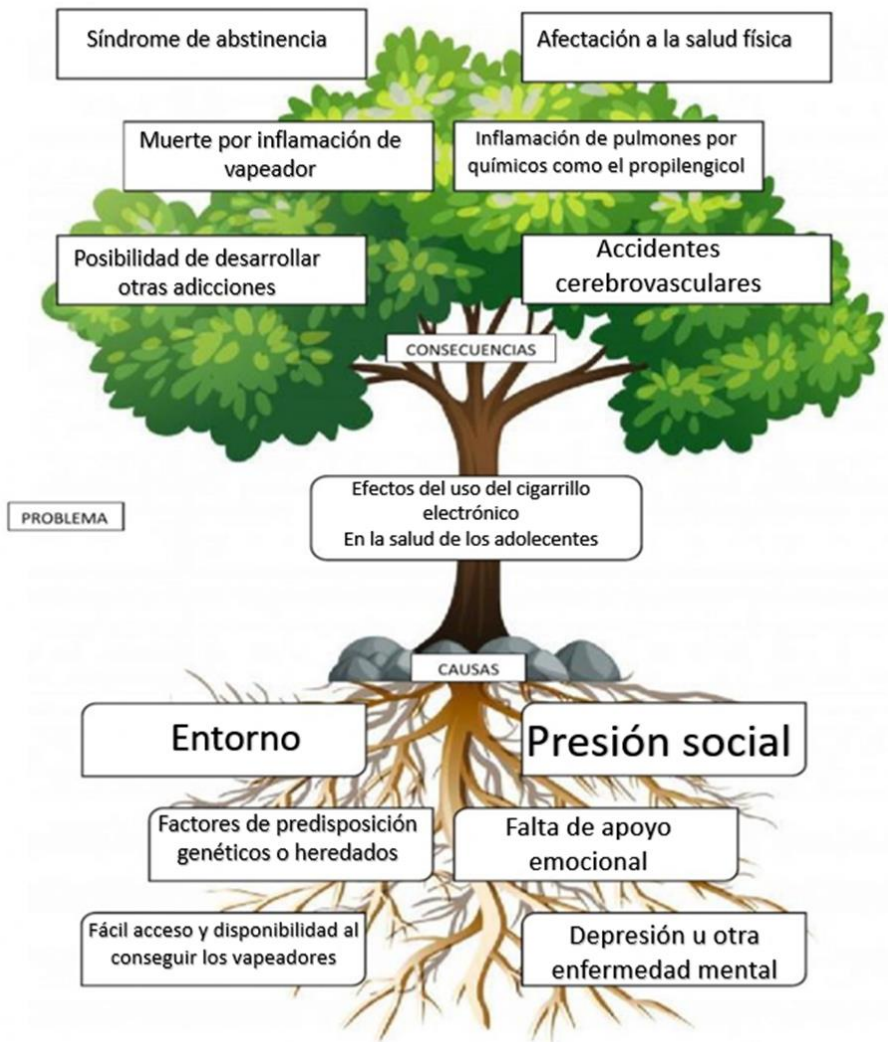 Síndrome de abstinencia
Afectación a la salud física
Muerte por inflamación de
vapeador
Inflamación de pulmones por
químicos como el propilengicol
Posibilidad de desarrollar
otras adicciones
Accidentes
cerebrovasculares
CONSECUENCIAS
PROBLEMA
Efectos del uso del cigarrillo
electrónico
En la salud de los adolecentes
CAUSAS
Entorno
Presión social
Factores de predisposición
genéticos o heredados
Falta de apoyo
emocional
Fácil acceso y disponibilidad al
conseguir los vapeadores
Depresión u otra
enfermedad mental